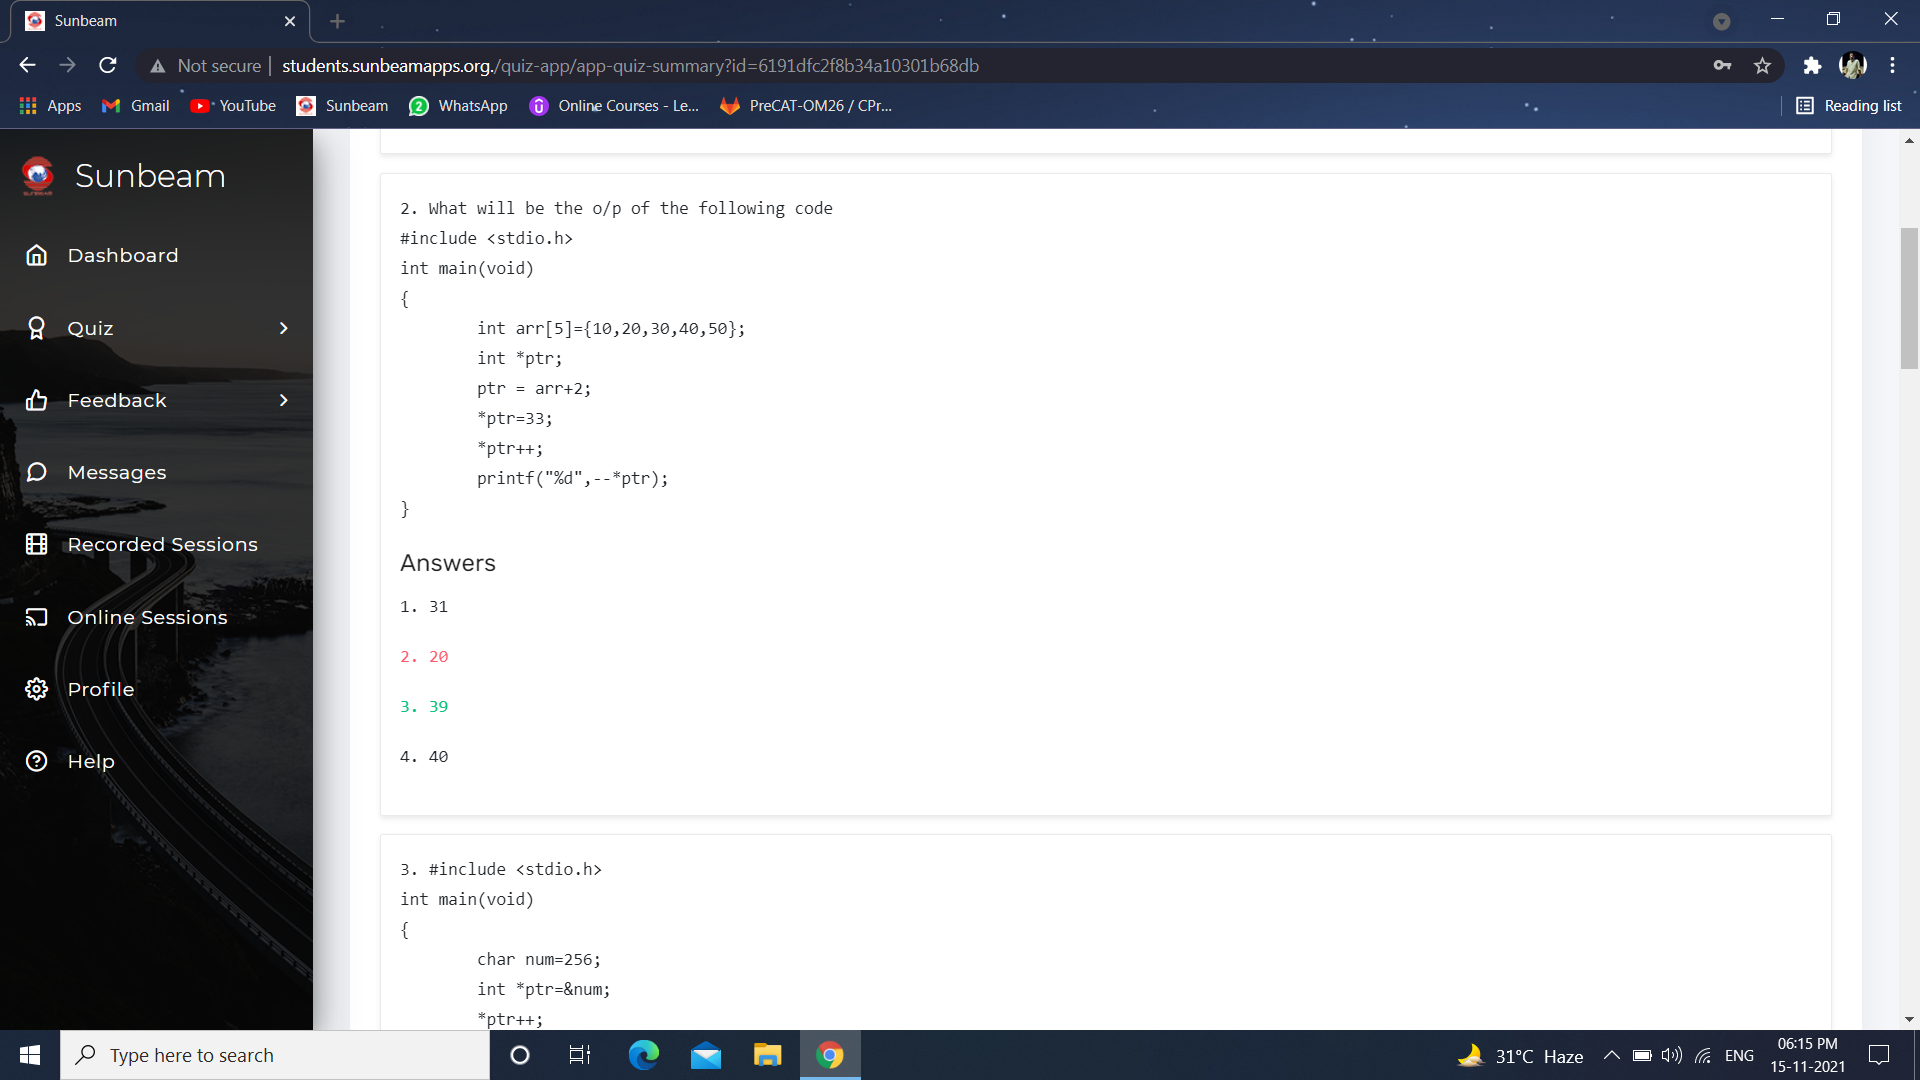 Sunbeam
Not secure
students.sunbeamapps.org./quiz-app/app-quiz-summary?id=6191dfc2f8b34a10301b68db
Apps
Gmail
YouTube
Sunbeam
2
WhatsApp
Online Courses - Le...
PreCAT-OM26 / CPr...
Reading list
Sunbeam
Dashboard
Quiz
Feedback
Messages
Recorded Sessions
Online Sessions
Profile
Help
2. What will be the o/p of the following code
#include <stdio.h>
int main(void)
{
int arr[5]={10,20,30,40,50};
int *ptr;
ptr = arr+2;
*ptr=33;
*ptr++;
printf("%d",--*ptr);
}
Answers
1. 31
2. 20
3. 39
4. 40
3. #include <stdio.h>
int main(void)
{
char num=256;
int *ptr=&num;
*ptr++;
Type here to search
31°C Haze
ENG
06:15 PM
15-11-2021